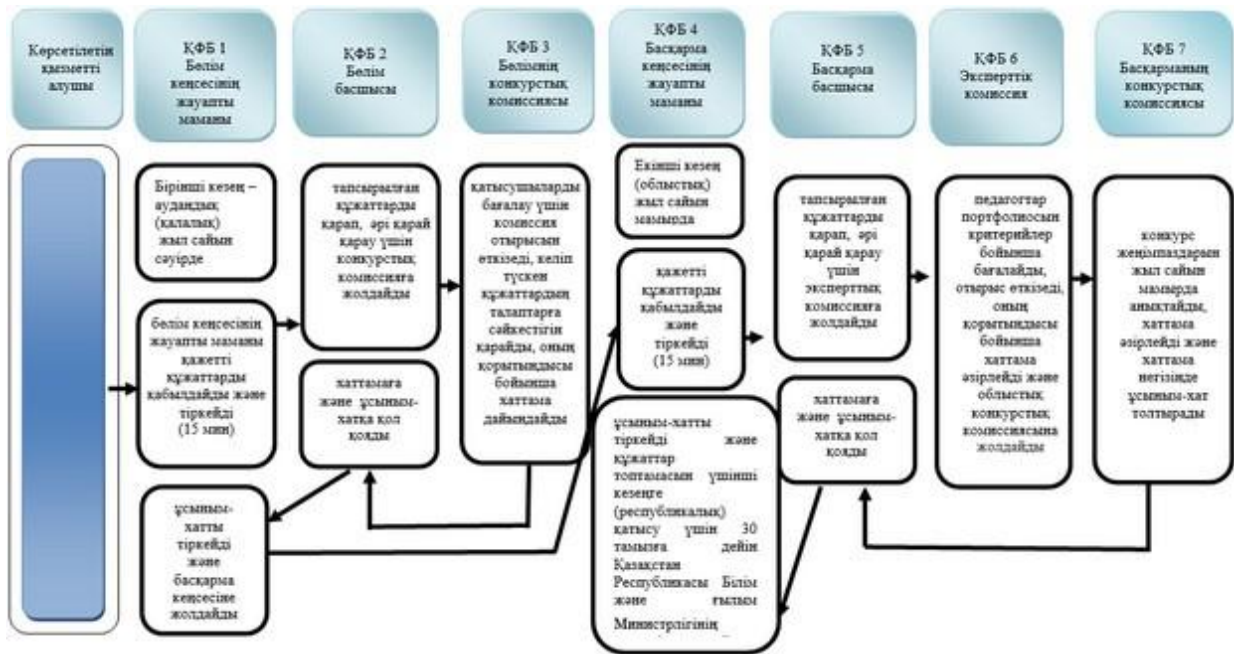 Көрсетілетін
қызметті
алушы
ҚФБ 1
Бөлім
кеңсесінің
жауапты
маманы
ҚФБ 2
Бөлім
басшысы
ҚФБ 3
Бөлімнің
конкурстық
комиссиясы
ҚФБ 4
Басқарма
кеңсесінің
жауапты
маманы
ҚФБ 5
Басқарма
басшысы
ҚФБ 6
Эксперттік
комиссия
ҚФБ 7
Басқарманың
конкурстық
комиссиясы
Бірінші кезең –
аудандық
(қалалық)
жыл сайын
сәуірде
бөлім кеңсесінің
жауапты маманы
қажетті
құжаттарды
қабылдайды және
тіркейді
(15 мин)
ұсыным-
хатты
тіркейді
және
басқарма
кеңсесіне
жолдайды
тапсырылған
құжаттарды
қарап, әрі қарай
қарау үшін
конкурстық
комиссияға
жолдайды
хаттамаға
және ұсыным-
хатқа қол
қояды
қатысушыларды
бағалау үшін
комиссия
отырысын
өткізеді, келіп
түскен
құжаттардың
талаптарға
сәйкестігін
қарайды, оның
қорытындысы
бойынша
хаттама
дайындайды
Екінші кезең
(облыстық)
жыл сайын
мамырда
қажетті
құжаттарды
қабылдайды
және
тіркейді
(15 мин)
ұсыным-хатты
тіркейді және
құжаттар
топтамасын үшінші
кезеңге
(республикалық)
қатысу үшін 30
тамызға дейін
Қазақстан
Республикасы Білім
және ғылым
Министрлігінің
тапсырылған
құжаттарды
қарап, әрі
қарай қарау
үшін
эксперттық
комиссияға
жолдайды
хаттамаға
және ұсыным-
хатқа қол
қояды
педагогтар
портфолиосын
критерийлер
бойынша
бағалайды,
отырыс өткізеді,
оның
қорытындысы
бойынша
хаттама
әзірлейді және
облыстық
конкурстық
комиссиясына
жолдайды
конкурс
жеңімпаздарын
жыл сайын
мамырда
анықтайды,
хаттама
әзірлейді және
хаттама
негізінде
ұсыным-хат
толтырады